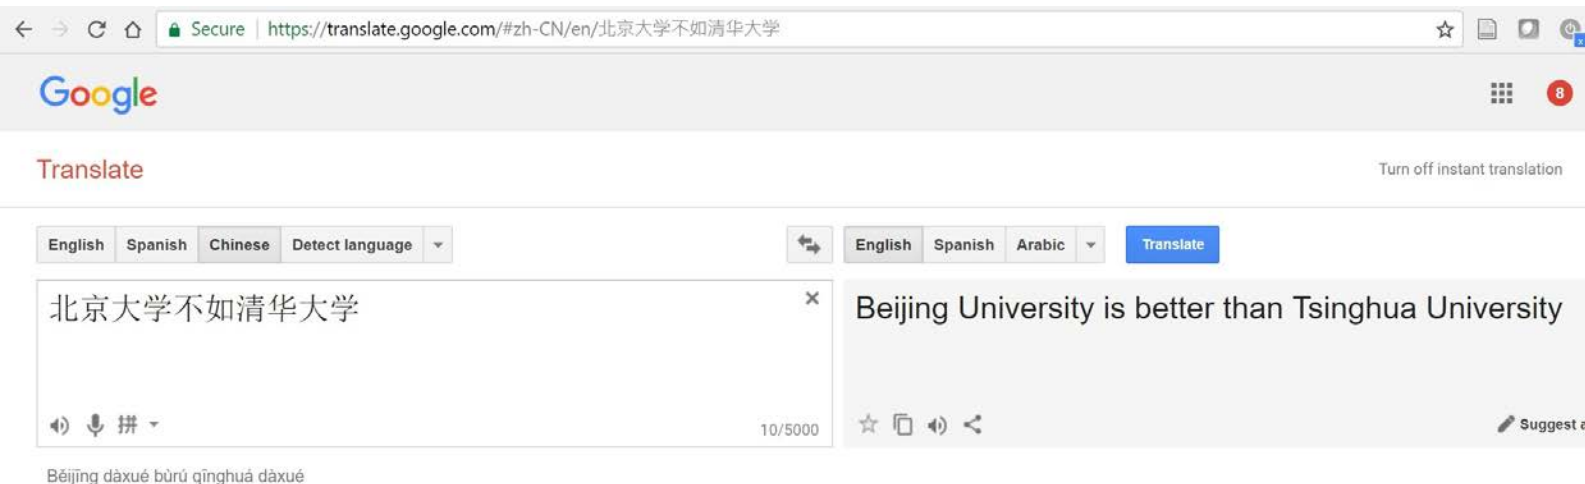 Secure https://translate.google.com/#zh-CN/en/北京大学不如清华大学
Google
8
Translate
Turn off instant translation
English Spanish Chinese Detect language
English Spanish Arabic Translate
北京大学不如清华大学
Beijing University is better than Tsinghua University
拼
10/5000
Suggest a
Běijīng dàxué bùrú qīnghuá dàxué